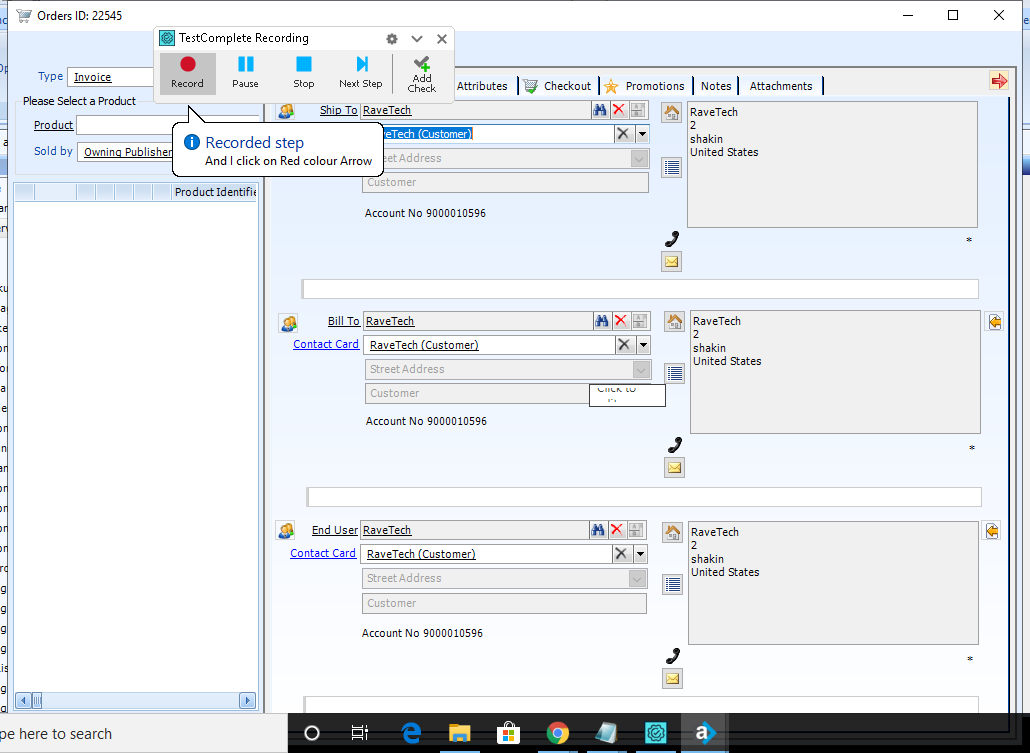 Orders ID: 22545
TestComplete Recording
Record
Pause
Stop
Next Step
Add
Check
Type Invoice
Please Select a Product
Product
Sold by Owning Publisher
Product Identifie
Recorded step
And I click on Red colour Arrow
Attributes Checkout Promotions Notes Attachments
Ship To RaveTech
RaveTech
2
shakin
United States
eTech (Customer)
eet Address
Customer
Account No 9000010596
*
Bill To RaveTech
Contact Card RaveTech (Customer)
Street Address
Customer
Click to
Account No 9000010596
RaveTech
2
shakin
United States
*
End User RaveTech
Contact Card RaveTech (Customer)
Street Address
Customer
Account No 9000010596
RaveTech
2
shakin
United States
*
pe here to search